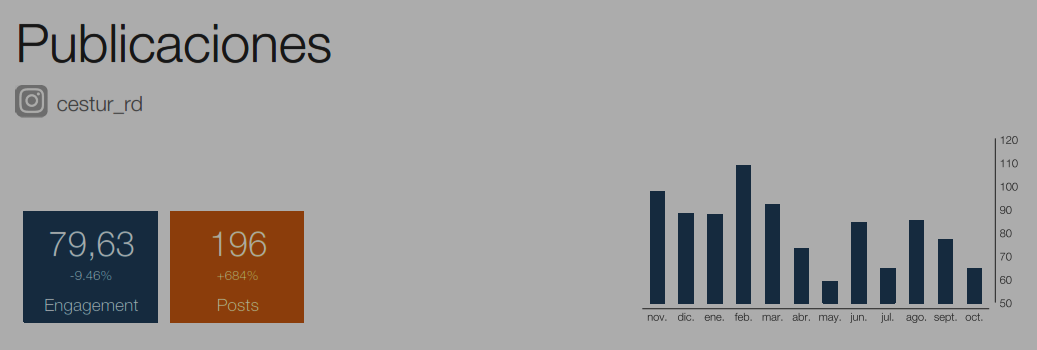 Publicaciones
cestur_rd
79,63
-9.46%
Engagement
196
+684%
Posts
120
110
100
90
80
70
60
50
nov. dic. ene. feb. mar. abr. may. jun. jul. ago. sept. oct.